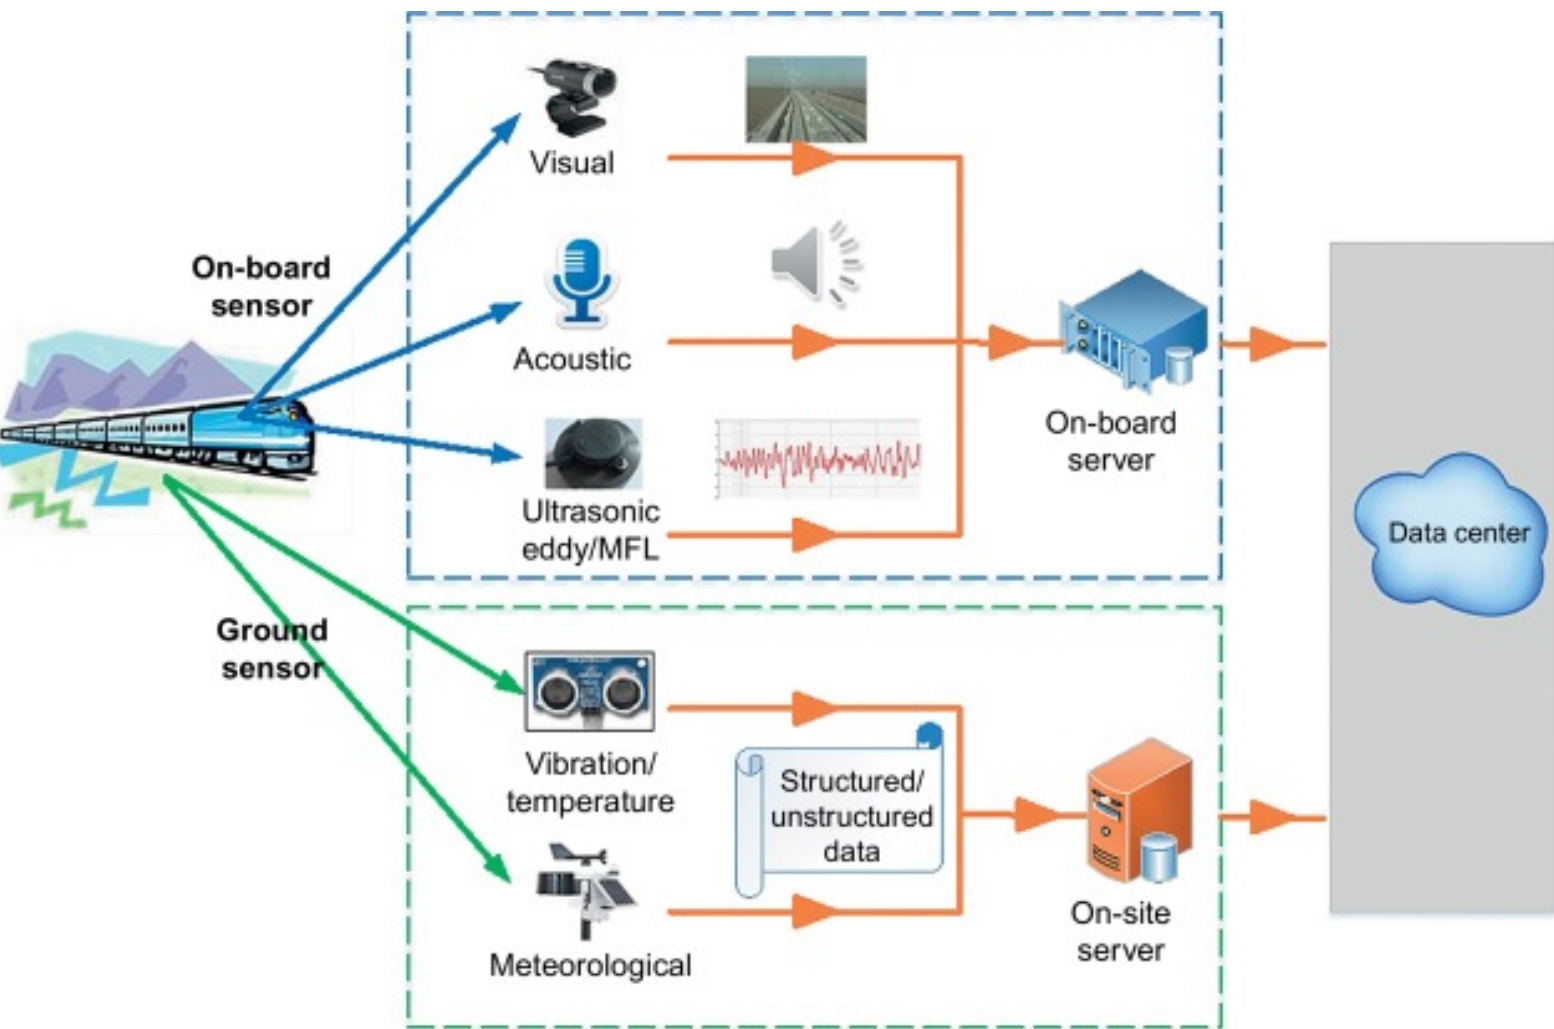 On-board
sensor
Visual
Acoustic
Ultrasonic
eddy/MFL
On-board
server
Data center
Ground
sensor
Vibration/
temperature
Structured/
unstructured
data
Meteorological
On-site
server